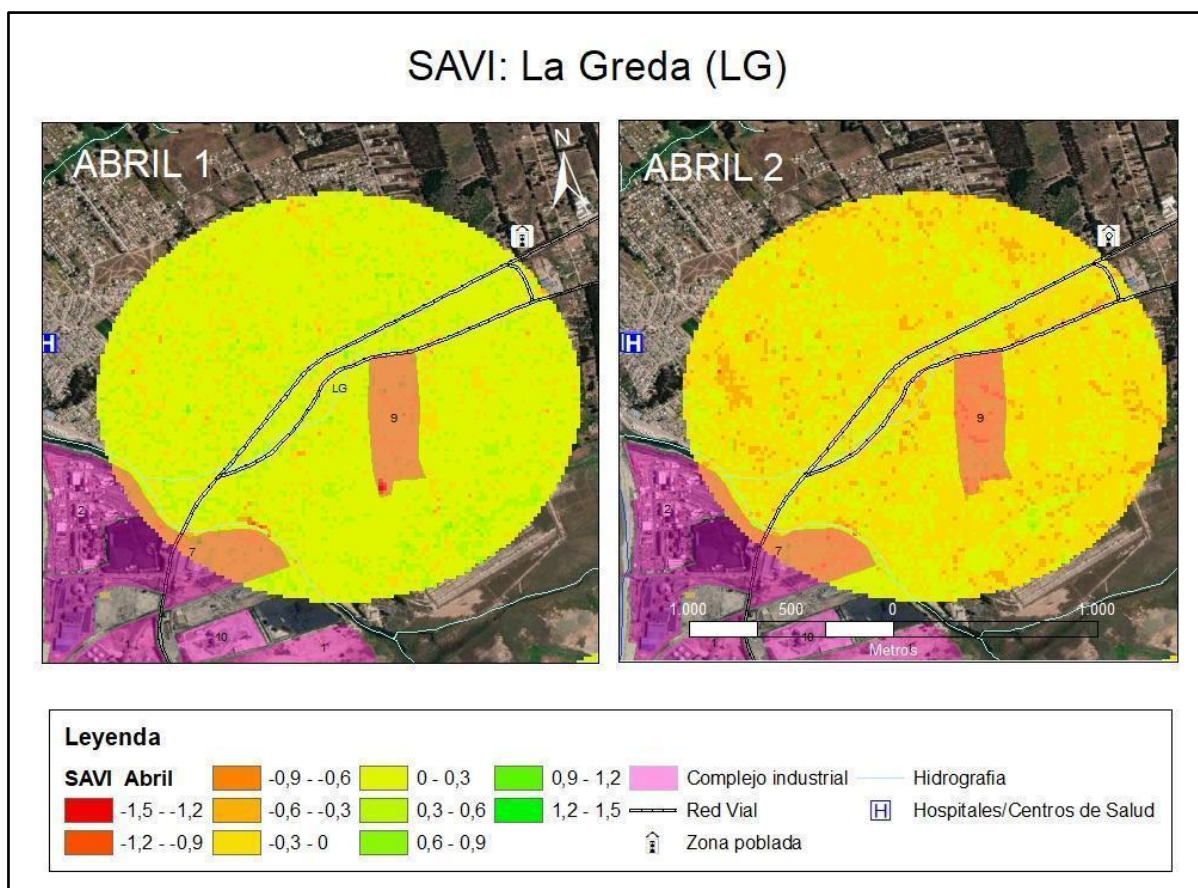 SAVI: La Greda (LG)
ABRIL 1
N
H
LG
9
2
7
1
10
1
ABRIL 2
H
9
2
7
1
10
1
1.000 500 0 1.000
Metros
Leyenda
SAVI Abril
-1,5 - -1,2
-1,2 - -0,9
-0,9 - -0,6
-0,6 - -0,3
-0,3 - 0
0 - 0,3
0,3 - 0,6
0,6 - 0,9
0,9 - 1,2
1,2 - 1,5
Complejo industrial
Red Vial
Zona poblada
Hidrografia
H Hospitales/Centros de Salud